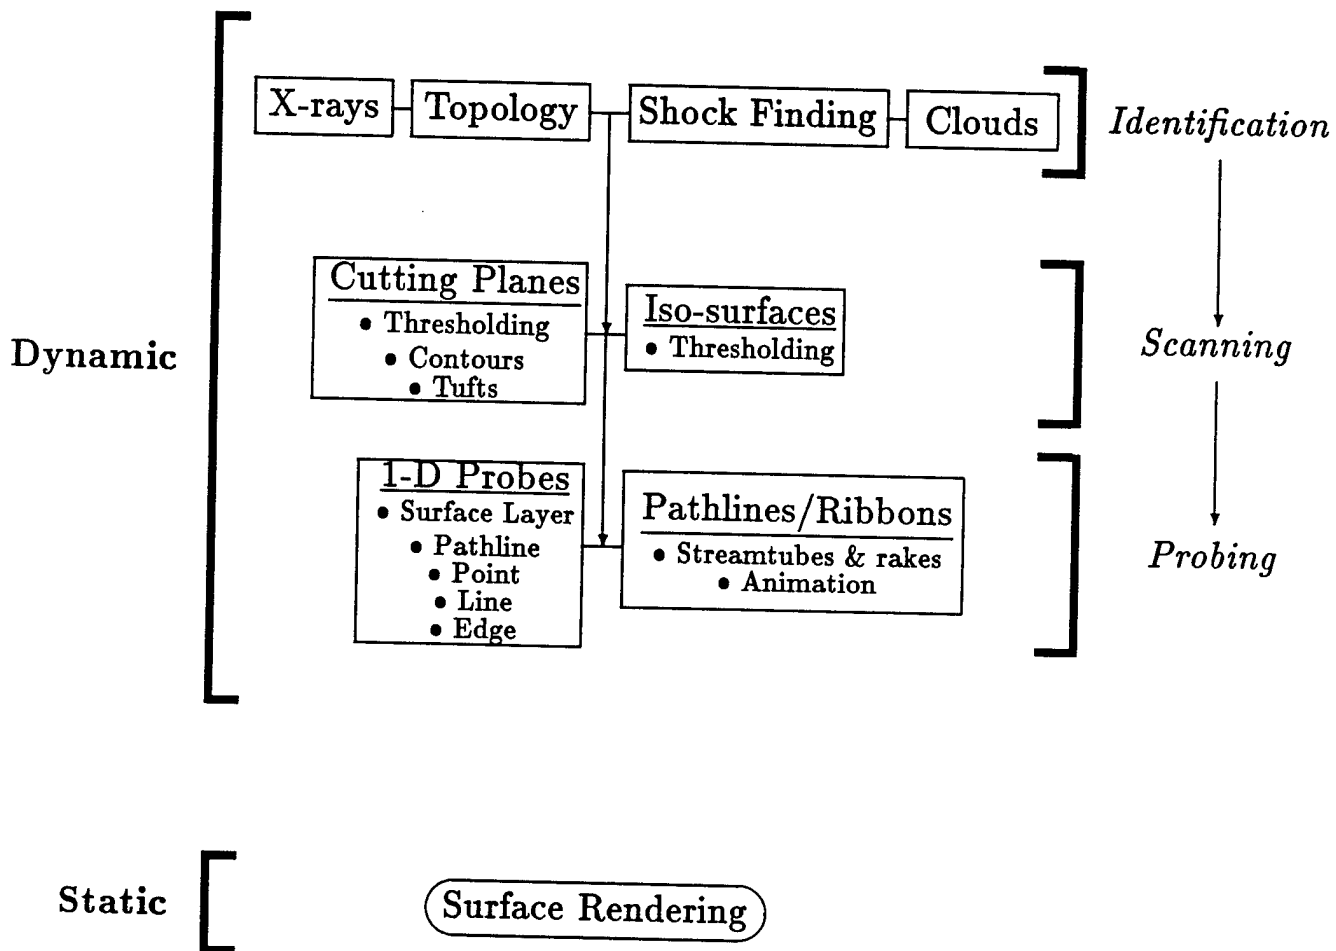 X-rays
Topology
Shock Finding
Clouds
Identification
Cutting Planes
• Thresholding
• Contours
• Tufts
Iso-surfaces
• Thresholding
Scanning
Dynamic
1-D Probes
• Surface Layer
• Pathline
• Point
• Line
• Edge
Pathlines/Ribbons
• Streamtubes & rakes
• Animation
Probing
Static
Surface Rendering